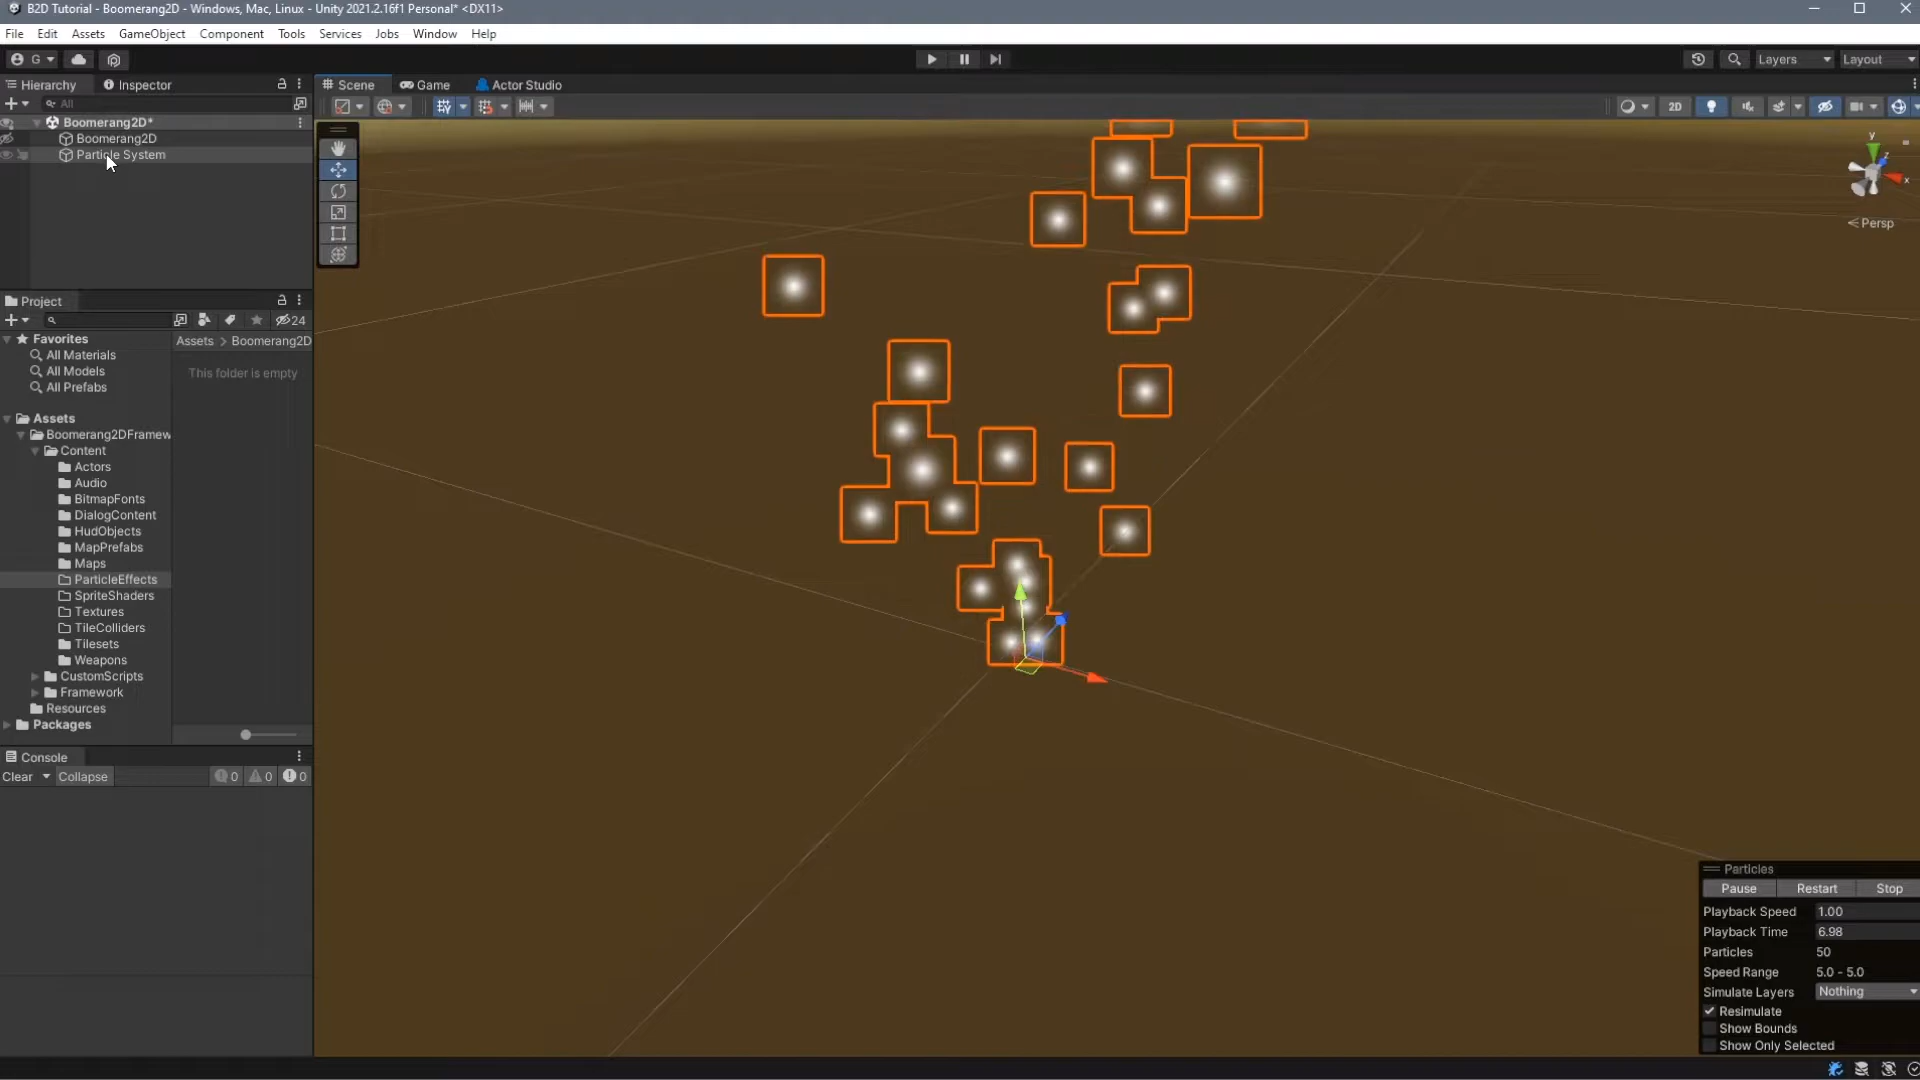 B2D Tutorial - Boomerang2D - Windows, Mac, Linux - Unity 2021.2.16f1 Personal* <DX11>
File Edit Assets GameObject Component Tools Services Jobs Window Help
G Layers Layout
Hierarchy Inspector Scene Game Actor Studio
All 2D
Boomerang2D*
Boomerang2D
Particle System
y
x
z
Persp
Project
24
Favorites Assets > Boomerang2D
All Materials This folder is empty
All Models
All Prefabs
Assets
Boomerang2DFramew
Content
Actors
Audio
BitmapFonts
DialogContent
HudObjects
MapPrefabs
Maps
ParticleEffects
SpriteShaders
Textures
TileColliders
Tilesets
Weapons
CustomScripts
Framework
Resources
Packages
Console
Clear Collapse 0 0 0
Particles
Pause Restart Stop
Playback Speed 1.00
Playback Time 6.98
Particles 50
Speed Range 5.0 - 5.0
Simulate Layers Nothing
Resimulate
Show Bounds
Show Only Selected